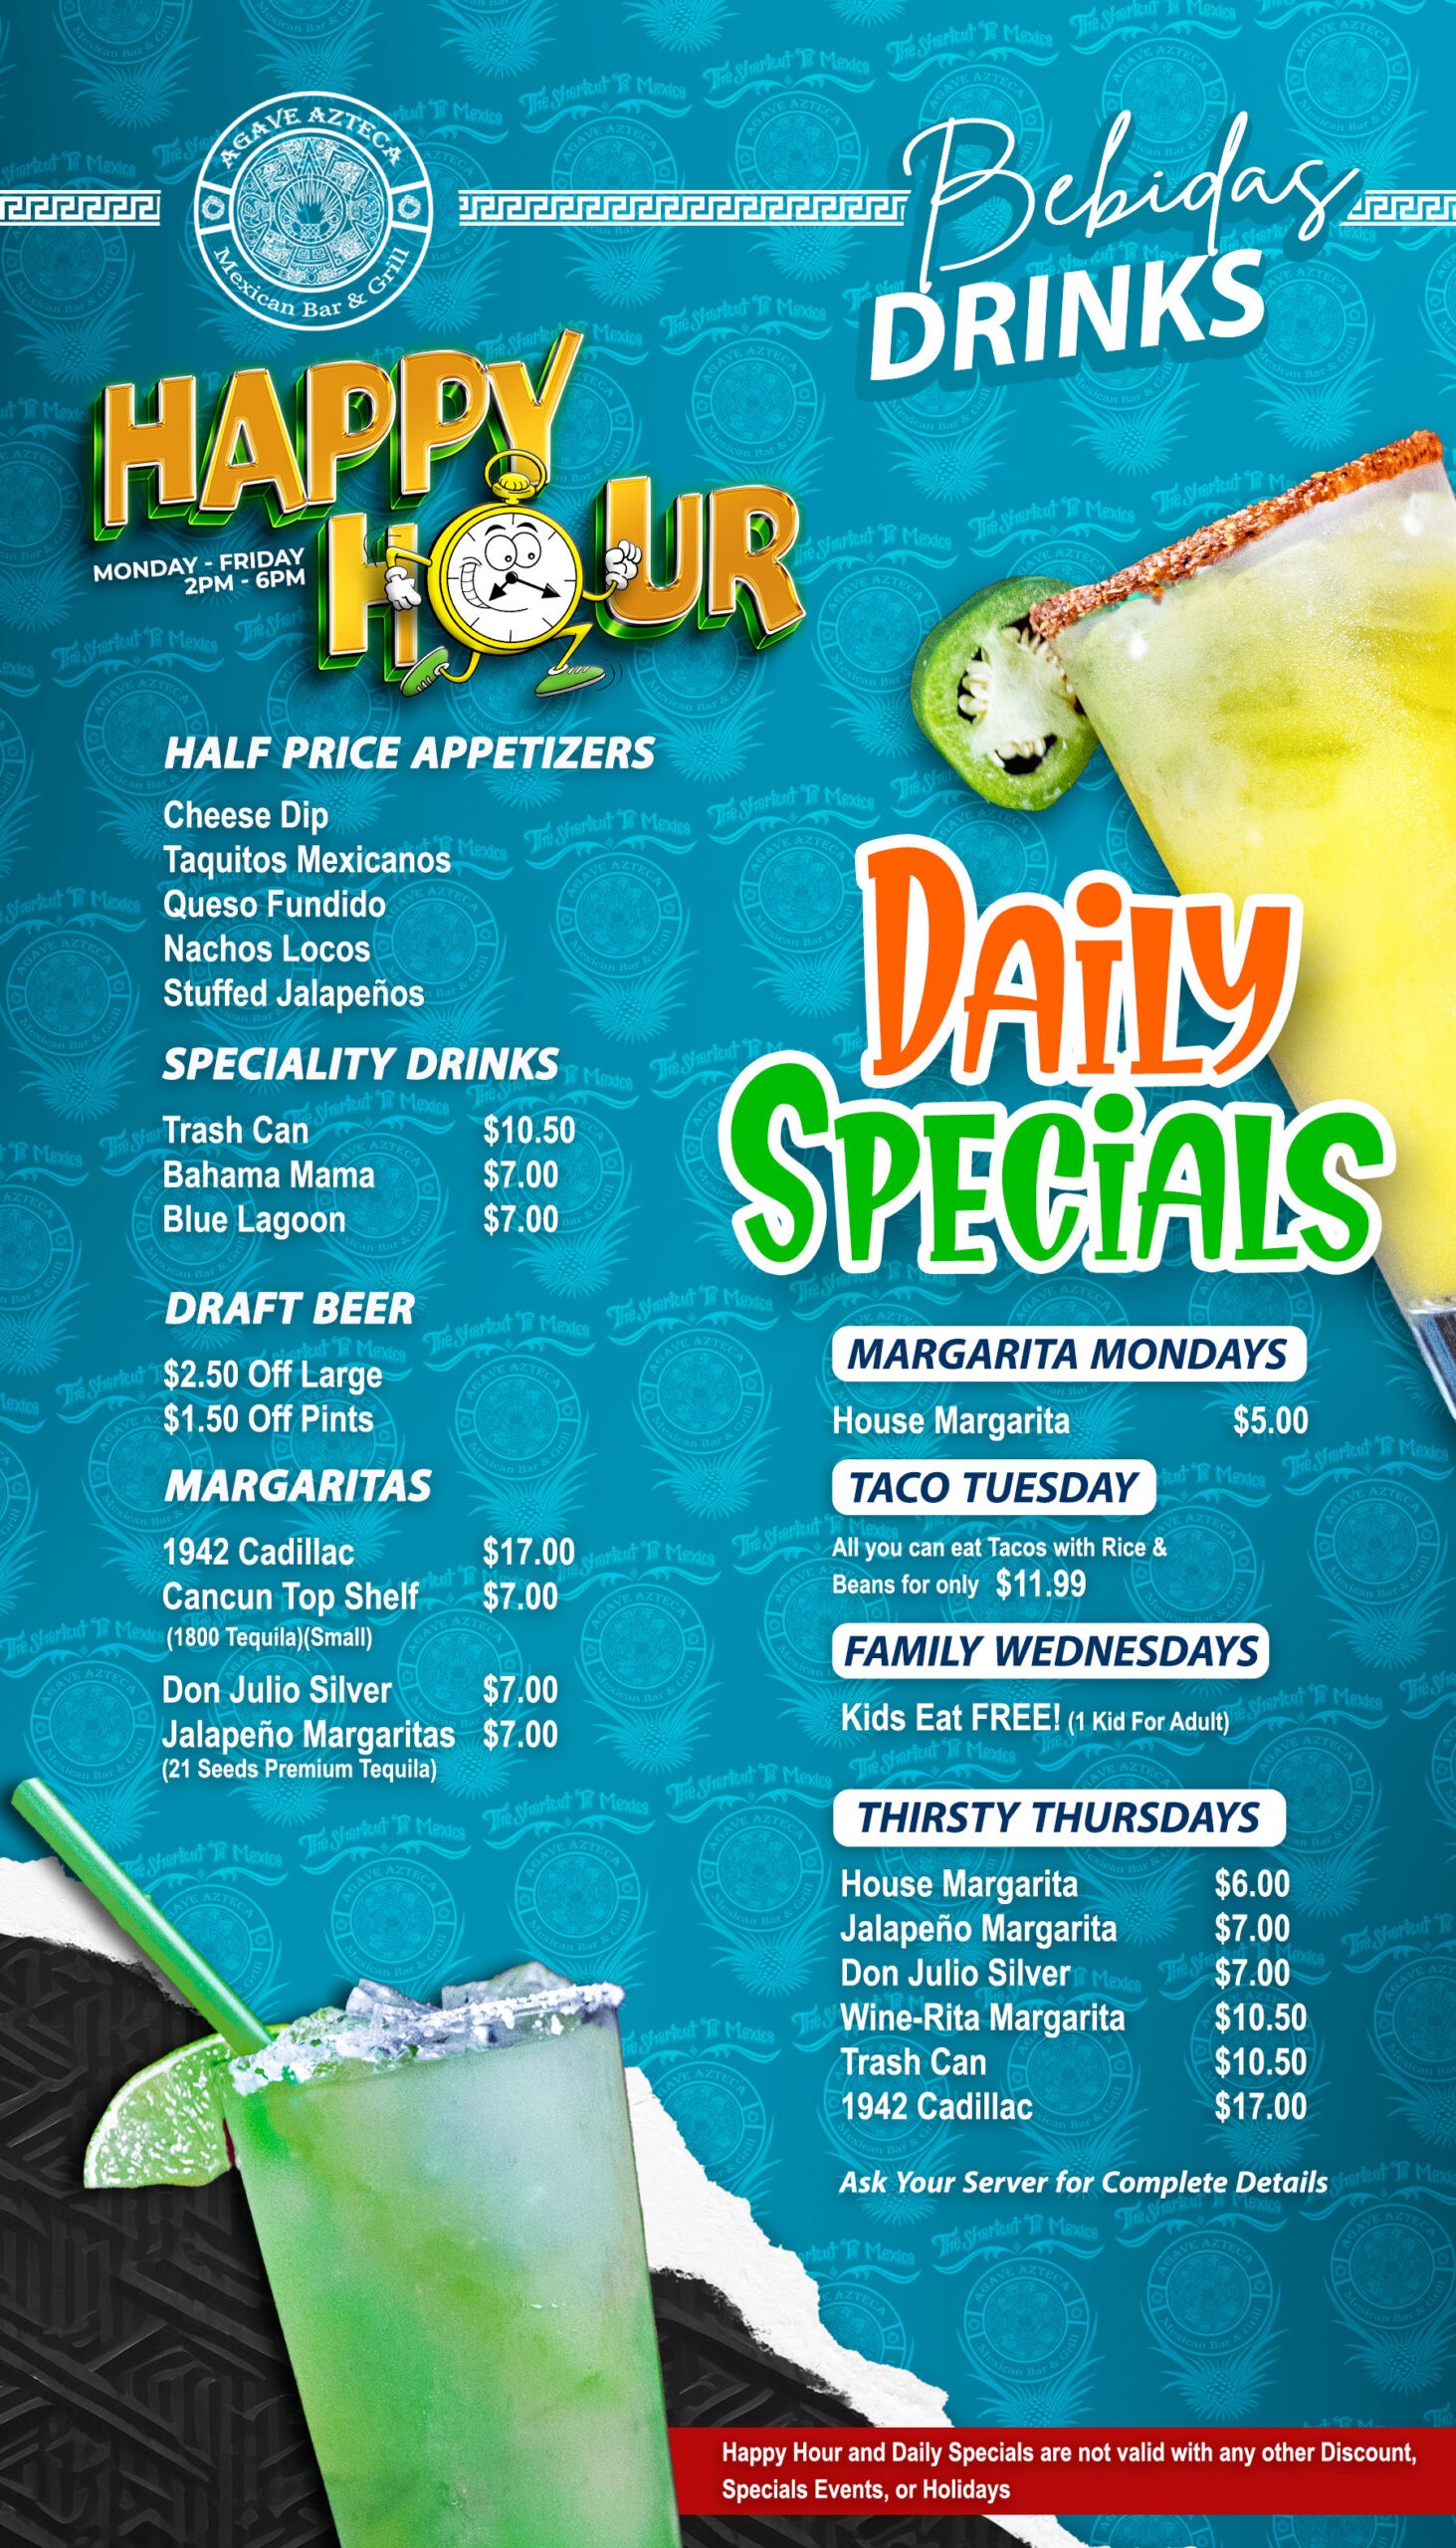 AGAVE AZTECA
Mexican Bar & Grill
Bebidas
DRINKS
HAPPY
HOUR
MONDAY - FRIDAY
2PM - 6PM
HALF PRICE APPETIZERS
Cheese Dip
Taquitos Mexicanos
Queso Fundido
Nachos Locos
Stuffed Jalapeños
SPECIALITY DRINKS
Trash Can $10.50
Bahama Mama $7.00
Blue Lagoon $7.00
DRAFT BEER
$2.50 Off Large
$1.50 Off Pints
MARGARITAS
1942 Cadillac $17.00
Cancun Top Shelf $7.00
(1800 Tequila)(Small)
Don Julio Silver $7.00
Jalapeño Margaritas $7.00
(21 Seeds Premium Tequila)
DAiLY
SPECiALS
MARGARITA MONDAYS
House Margarita $5.00
TACO TUESDAY
All you can eat Tacos with Rice &
Beans for only $11.99
FAMILY WEDNESDAYS
Kids Eat FREE! (1 Kid For Adult)
THIRSTY THURSDAYS
House Margarita $6.00
Jalapeño Margarita $7.00
Don Julio Silver $7.00
Wine-Rita Margarita $10.50
Trash Can $10.50
1942 Cadillac $17.00
Ask Your Server for Complete Details
Happy Hour and Daily Specials are not valid with any other Discount,
Specials Events, or Holidays